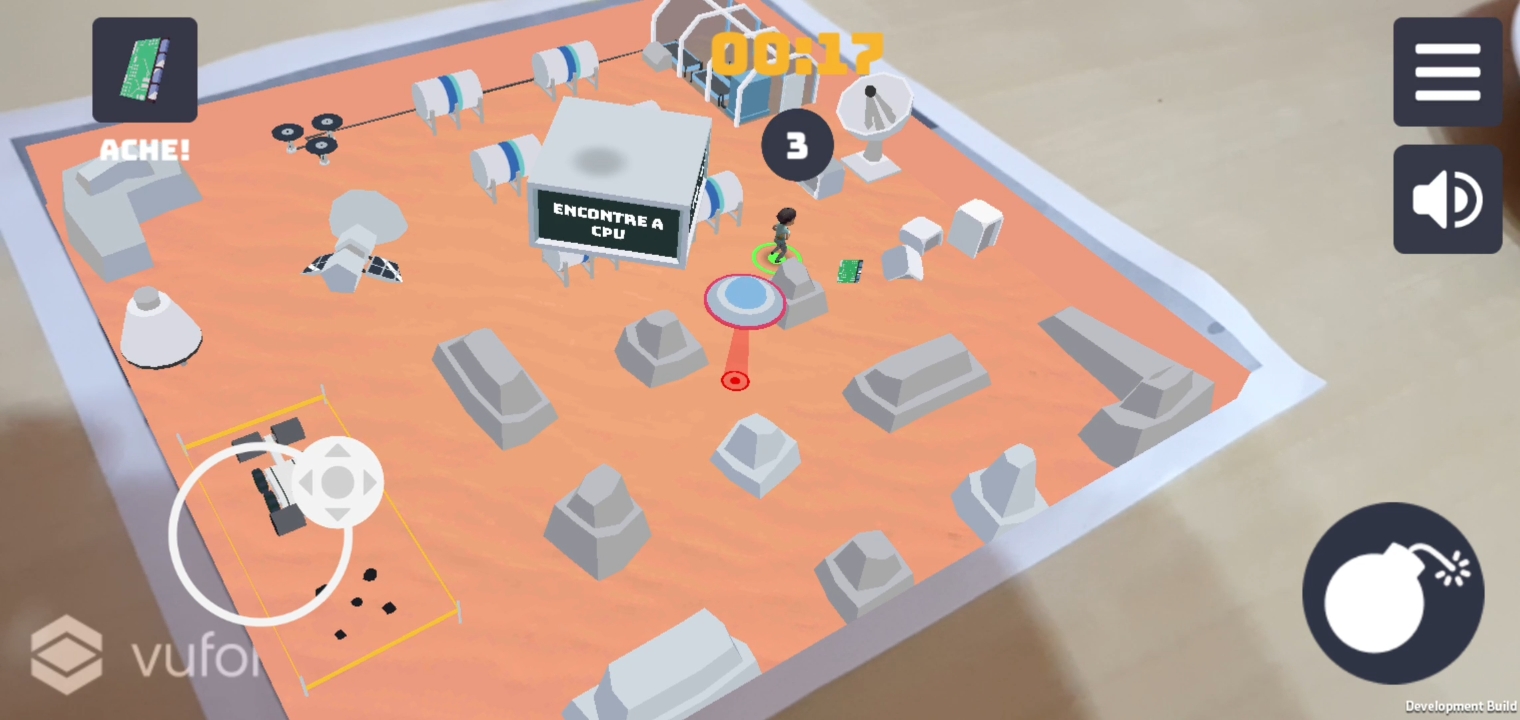 00:17
ACHE!
3
ENCONTRE A
CPU
vufor
Development Build